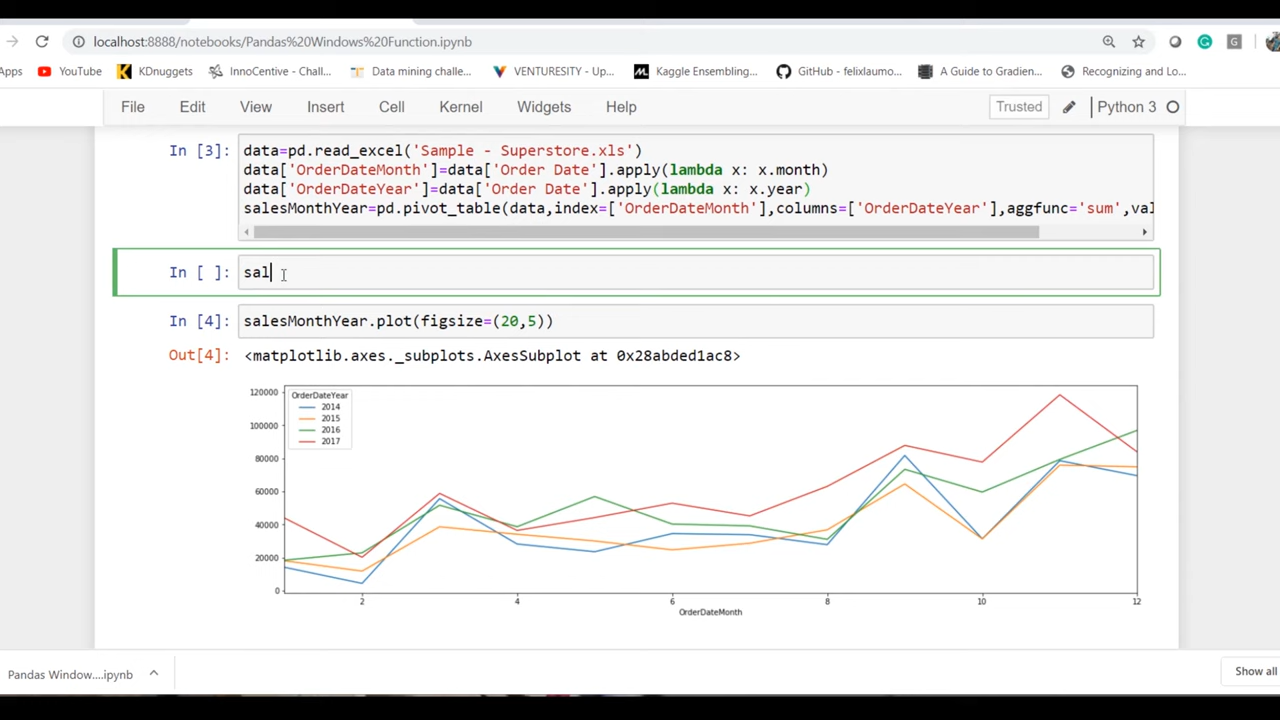 localhost:8888/notebooks/Pandas%20Windows%20Function.ipynb
Apps YouTube KDnuggets InnoCentive - Chall... Data mining challe... VENTURESITY - Up... Kaggle Ensembling... GitHub - felixlaumo... A Guide to Gradien... Recognizing and Lo...
File Edit View Insert Cell Kernel Widgets Help Trusted Python 3
In [3]: data=pd.read_excel('Sample - Superstore.xls')
data['OrderDateMonth']=data['Order Date'].apply(lambda x: x.month)
data['OrderDateYear']=data['Order Date'].apply(lambda x: x.year)
salesMonthYear=pd.pivot_table(data,index=['OrderDateMonth'],columns=['OrderDateYear'],aggfunc='sum',val
In [ ]: sal
In [4]: salesMonthYear.plot(figsize=(20,5))
Out[4]: <matplotlib.axes._subplots.AxesSubplot at 0x28abded1ac8>
120000
100000
80000
60000
40000
20000
0
OrderDateYear
2014
2015
2016
2017
2 4 6 8 10 12
OrderDateMonth
Pandas Window....ipynb Show all